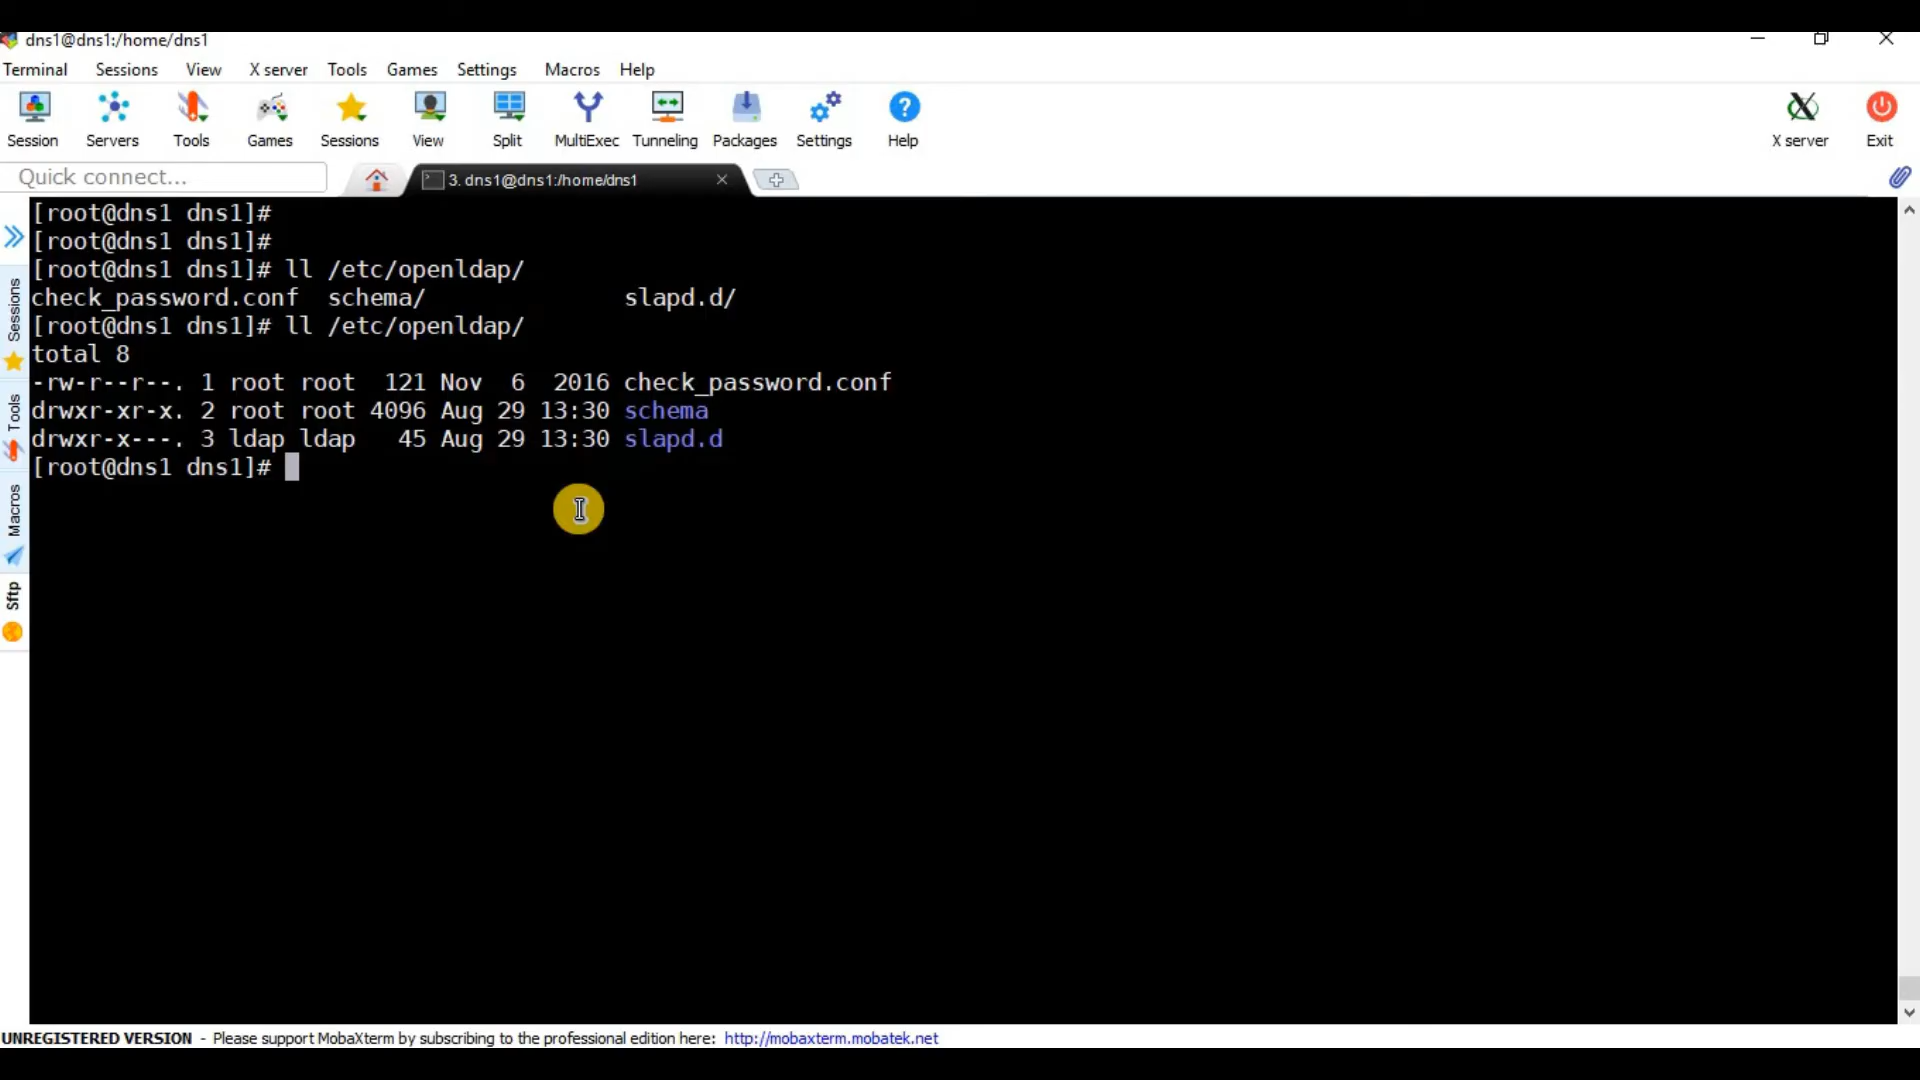 dns1@dns1:/home/dns1
Terminal Sessions View X server Tools Games Settings Macros Help
Session Servers Tools Games Sessions View Split MultiExec Tunneling Packages Settings Help X server Exit
Quick connect...
3. dns1@dns1:/home/dns1
[root@dns1 dns1]#
[root@dns1 dns1]#
[root@dns1 dns1]# ll /etc/openldap/
check_password.conf  schema/              slapd.d/
[root@dns1 dns1]# ll /etc/openldap/
total 8
-rw-r--r--. 1 root root  121 Nov  6  2016 check_password.conf
drwxr-xr-x. 2 root root 4096 Aug 29 13:30 schema
drwxr-x---. 3 ldap ldap   45 Aug 29 13:30 slapd.d
[root@dns1 dns1]#
Sessions
Tools
Macros
Sftp
UNREGISTERED VERSION - Please support MobaXterm by subscribing to the professional edition here: http://mobaxterm.mobatek.net